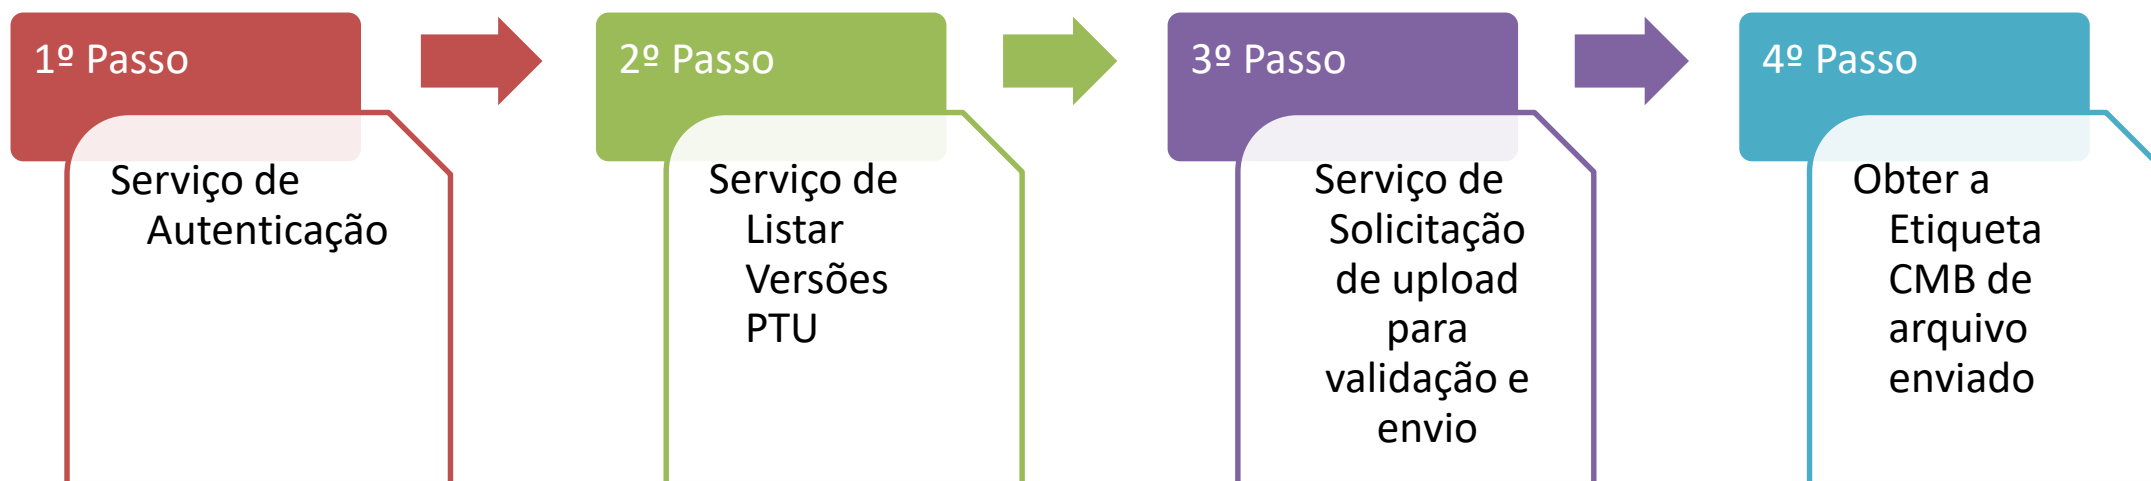 1º Passo
Serviço de
Autenticação
2º Passo
Serviço de
Listar
Versões
PTU
3º Passo
Serviço de
Solicitação
de upload
para
validação e
envio
4º Passo
Obter a
Etiqueta
CMB de
arquivo
enviado